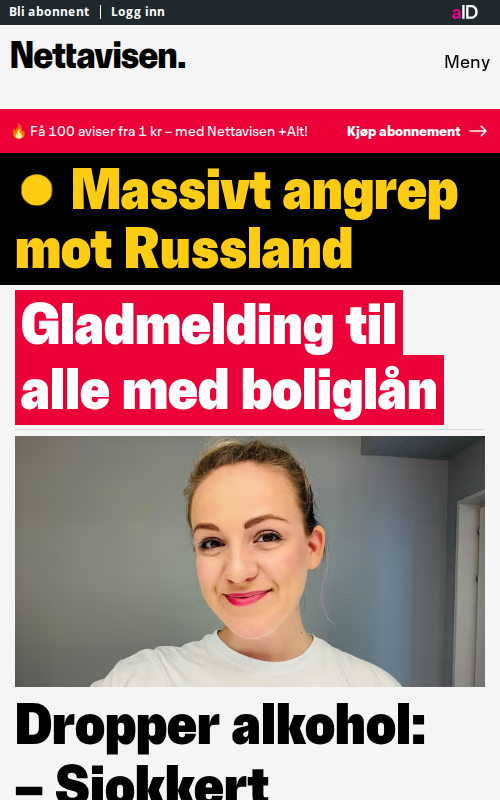 Bli abonnent | Logg inn
aID
Nettavisen.
Meny
🔥 Få 100 aviser fra 1 kr – med Nettavisen +Alt!
Kjøp abonnement →
Massivt angrep
mot Russland
Gladmelding til
alle med boliglån
Dropper alkohol:
– Sjokkert